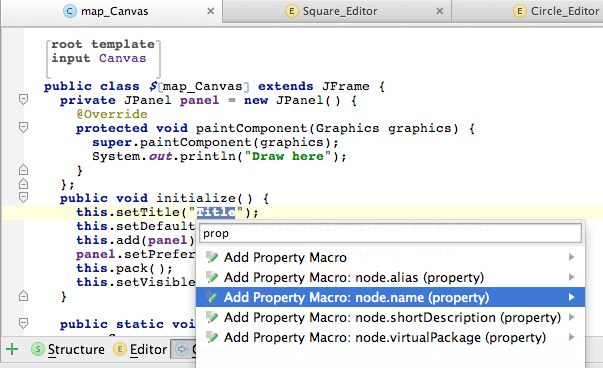 map_Canvas
Square_Editor
Circle_Editor
root template
input Canvas
public class $[map_Canvas] extends JFrame {
private JPanel panel = new JPanel() {
@Override
protected void paintComponent(Graphics graphics) {
super.paintComponent(graphics);
System.out.println("Draw here");
}
};
public void initialize() {
this.setTitle("Title");
this.setDefault
this.add(panel)
panel.setPrefer
this.pack();
this.setVisible
}
public static vo
prop
Add Property Macro
Add Property Macro: node.alias (property)
Add Property Macro: node.name (property)
Add Property Macro: node.shortDescription (property)
Add Property Macro: node.virtualPackage (property)
Structure
Editor